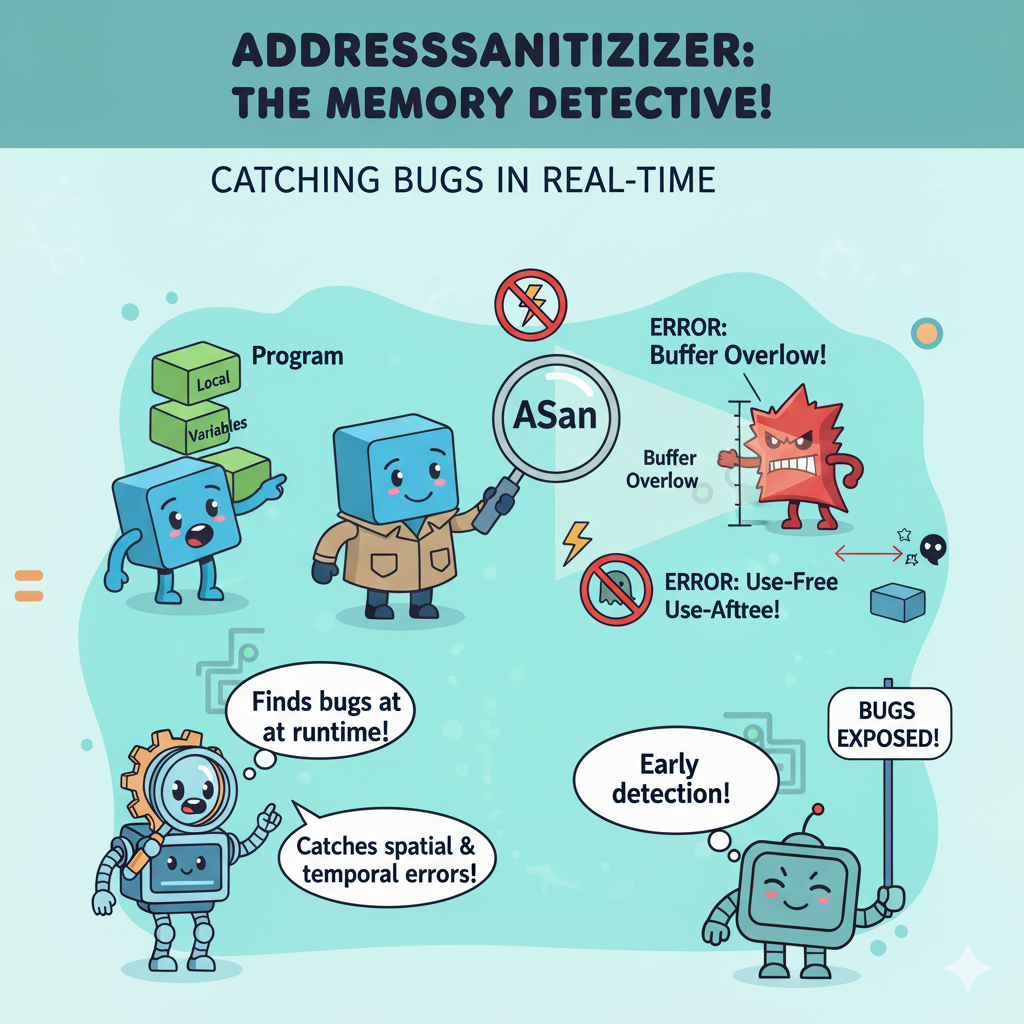 ADDRESSSANITIZIZER:
THE MEMORY DETECTIVE!
CATCHING BUGS IN REAL-TIME
Local
Variables
Program
ASan
ERROR:
Buffer Overlow!
Buffer
Overlow
ERROR: Use-Free
Use-Aftree!
Finds bugs at
at runtime!
Catches spatial &
temporal errors!
Early
detection!
BUGS
EXPOSED!